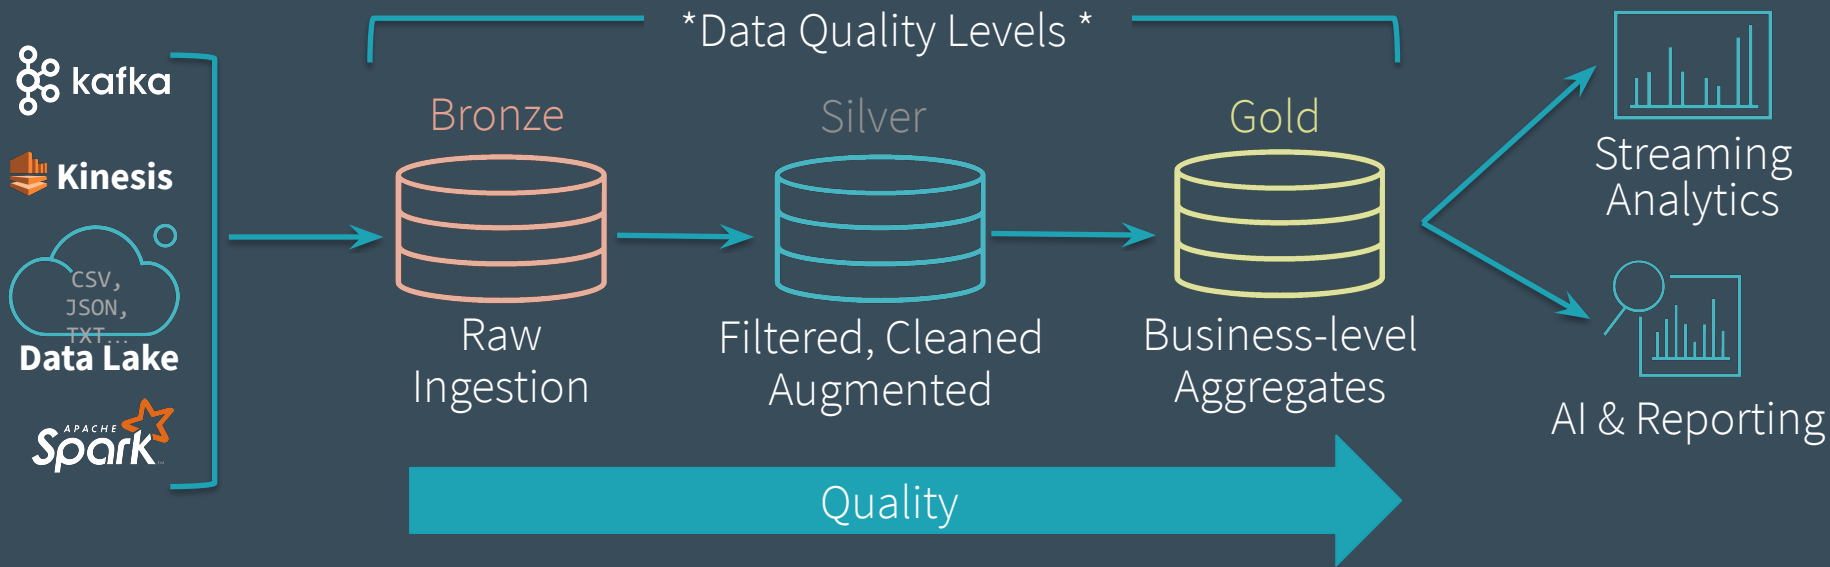 *Data Quality Levels *
kafka
Kinesis
CSV,
JSON,
TXT...
Data Lake
APACHE
Spark
Bronze
Raw
Ingestion
Silver
Filtered, Cleaned
Augmented
Gold
Business-level
Aggregates
Streaming
Analytics
AI & Reporting
Quality